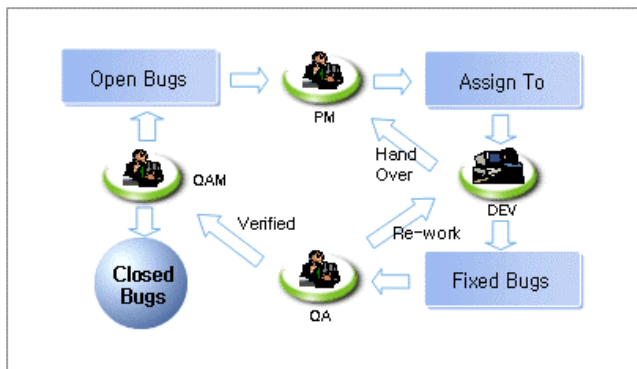 Open Bugs
PM
Assign To
Hand
Over
QAM
DEV
Verified
Re-work
Closed
Bugs
QA
Fixed Bugs